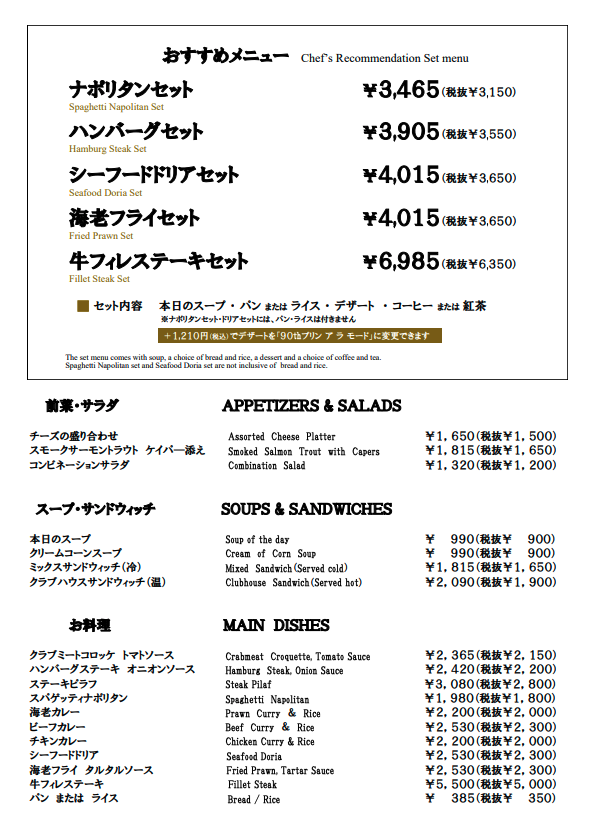 おすすめメニュー Chef's Recommendation Set menu
ナポリタンセット ￥3,465(税抜￥3,150)
Spaghetti Napolitan Set
ハンバーグセット ￥3,905(税抜￥3,550)
Hamburg Steak Set
シーフードドリアセット ￥4,015(税抜￥3,650)
Seafood Doria Set
海老フライセット ￥4,015(税抜￥3,650)
Fried Prawn Set
牛フィレステーキセット ￥6,985(税抜￥6,350)
Fillet Steak Set
■ セット内容 本日のスープ ・ パン または ライス ・ デザート ・ コーヒー または 紅茶
※ナポリタンセット・ドリアセットには、パン・ライスは付きません
＋1,210円(税込)でデザートを「90thプリン ア ラ モード」に変更できます
The set menu comes with soup, a choice of bread and rice, a dessert and a choice of coffee and tea.
Spaghetti Napolitan set and Seafood Doria set are not inclusive of bread and rice.
前菜・サラダ APPETIZERS & SALADS
チーズの盛り合わせ Assorted Cheese Platter ￥1,650(税抜￥1,500)
スモークサーモントラウト ケイパー添え Smoked Salmon Trout with Capers ￥1,815(税抜￥1,650)
コンビネーションサラダ Combination Salad ￥1,320(税抜￥1,200)
スープ・サンドウィッチ SOUPS & SANDWICHES
本日のスープ Soup of the day ￥ 990(税抜￥ 900)
クリームコーンスープ Cream of Corn Soup ￥ 990(税抜￥ 900)
ミックスサンドウィッチ(冷) Mixed Sandwich(Served cold) ￥1,815(税抜￥1,650)
クラブハウスサンドウィッチ(温) Clubhouse Sandwich(Served hot) ￥2,090(税抜￥1,900)
お料理 MAIN DISHES
クラブミートコロッケ トマトソース Crabmeat Croquette, Tomato Sauce ￥2,365(税抜￥2,150)
ハンバーグステーキ オニオンソース Hamburg Steak, Onion Sauce ￥2,420(税抜￥2,200)
ステーキピラフ Steak Pilaf ￥3,080(税抜￥2,800)
スパゲッティナポリタン Spaghetti Napolitan ￥1,980(税抜￥1,800)
海老カレー Prawn Curry & Rice ￥2,200(税抜￥2,000)
ビーフカレー Beef Curry & Rice ￥2,530(税抜￥2,300)
チキンカレー Chicken Curry & Rice ￥2,200(税抜￥2,000)
シーフードドリア Seafood Doria ￥2,530(税抜￥2,300)
海老フライ タルタルソース Fried Prawn, Tartar Sauce ￥2,530(税抜￥2,300)
牛フィレステーキ Fillet Steak ￥5,500(税抜￥5,000)
パン または ライス Bread / Rice ￥ 385(税抜￥ 350)